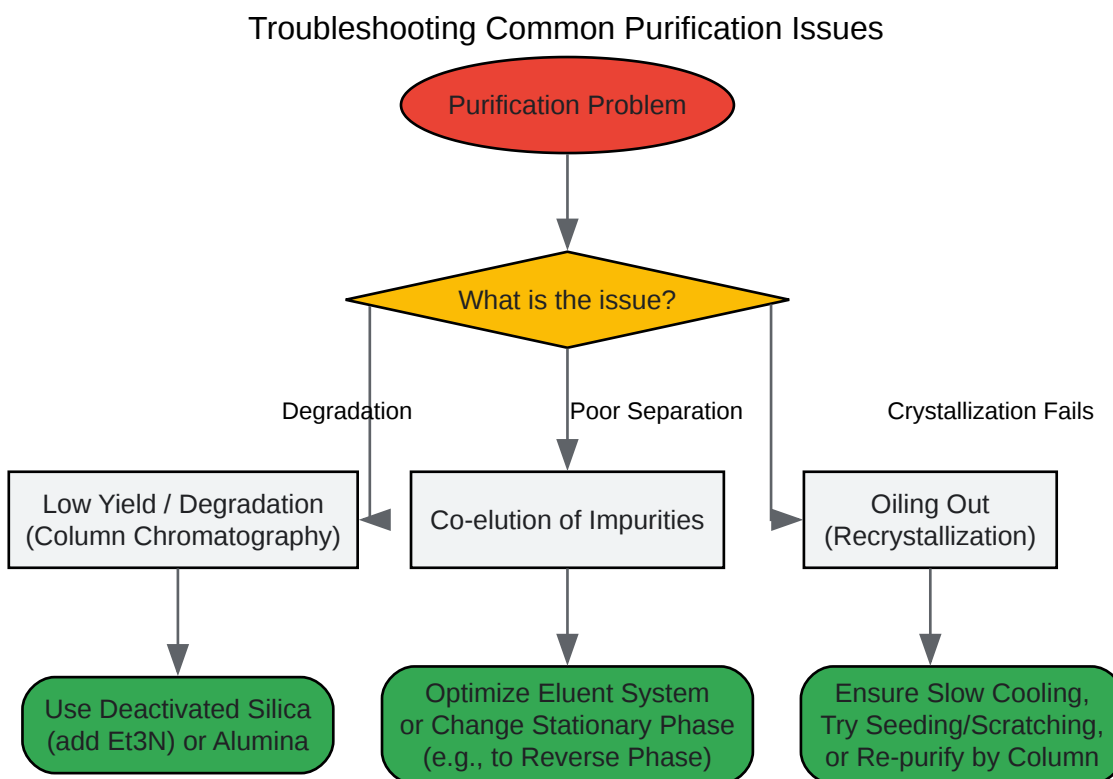 Troubleshooting Common Purification Issues
Purification Problem
What is the issue?
Degradation
Poor Separation
Crystallization Fails
Low Yield / Degradation
(Column Chromatography)
Co-elution of Impurities
Oiling Out
(Recrystallization)
Use Deactivated Silica
(add Et3N) or Alumina
Optimize Eluent System
or Change Stationary Phase
(e.g., to Reverse Phase)
Ensure Slow Cooling,
Try Seeding/Scratching,
or Re-purify by Column